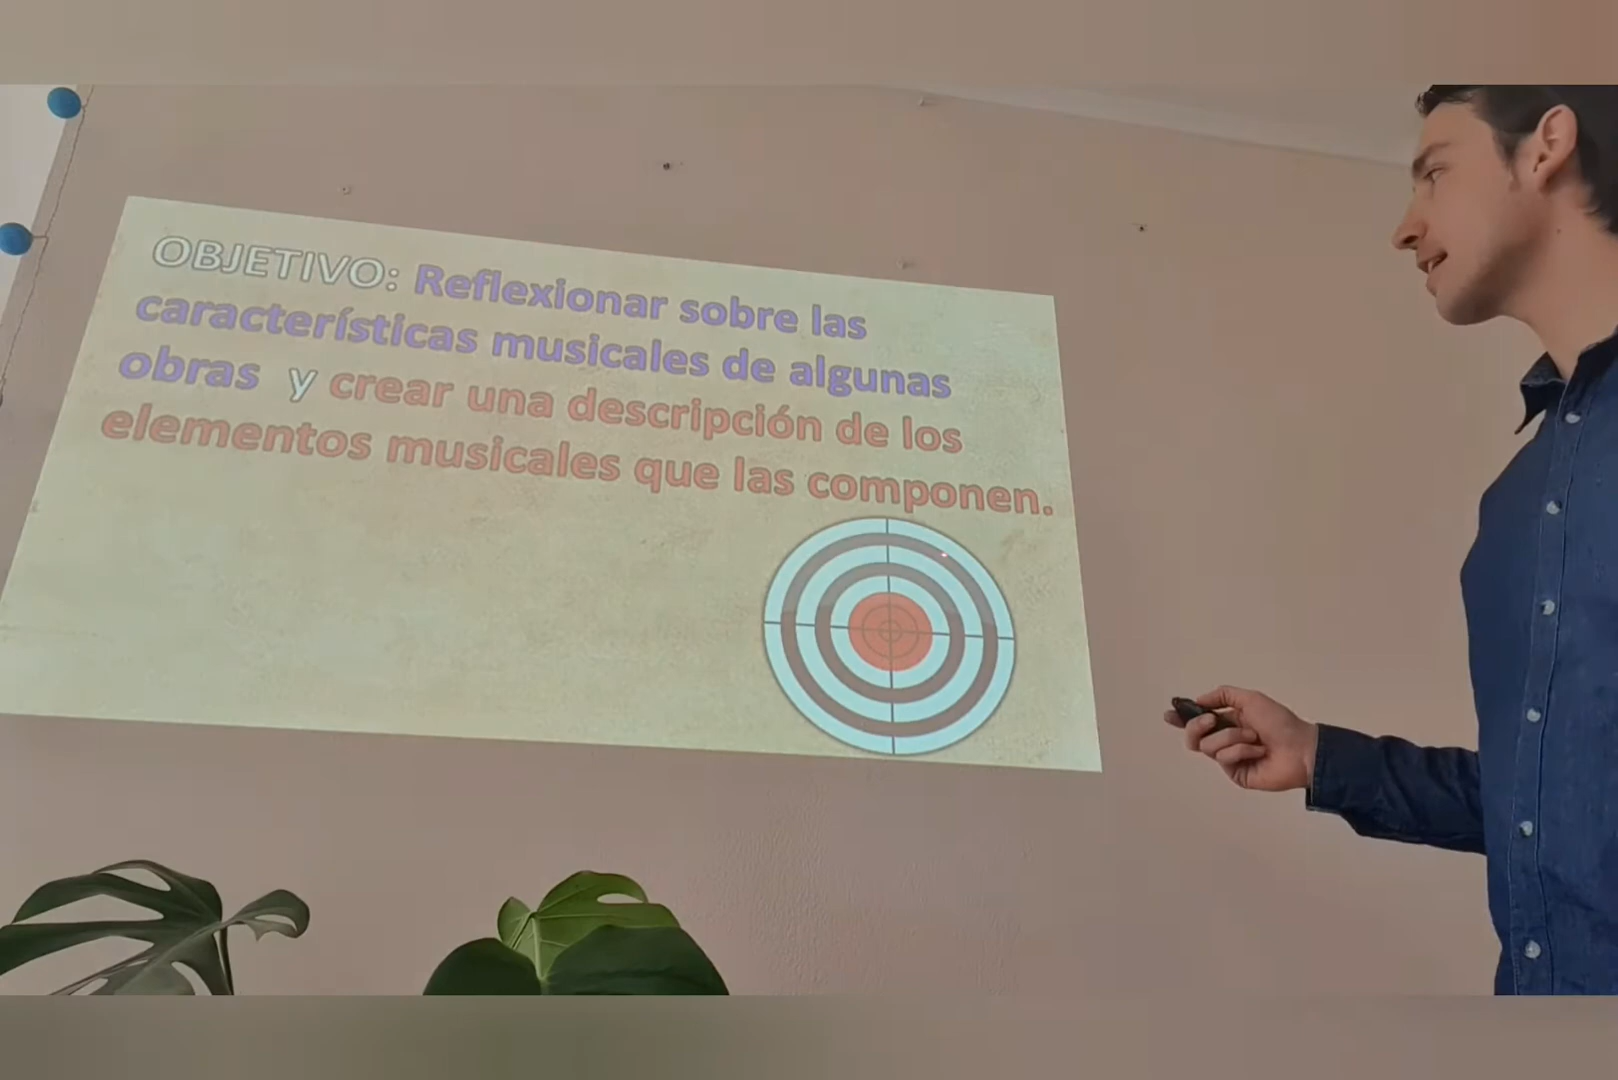 OBJETIVO: Reflexionar sobre las
características musicales de algunas
obras y crear una descripción de los
elementos musicales que las componen.